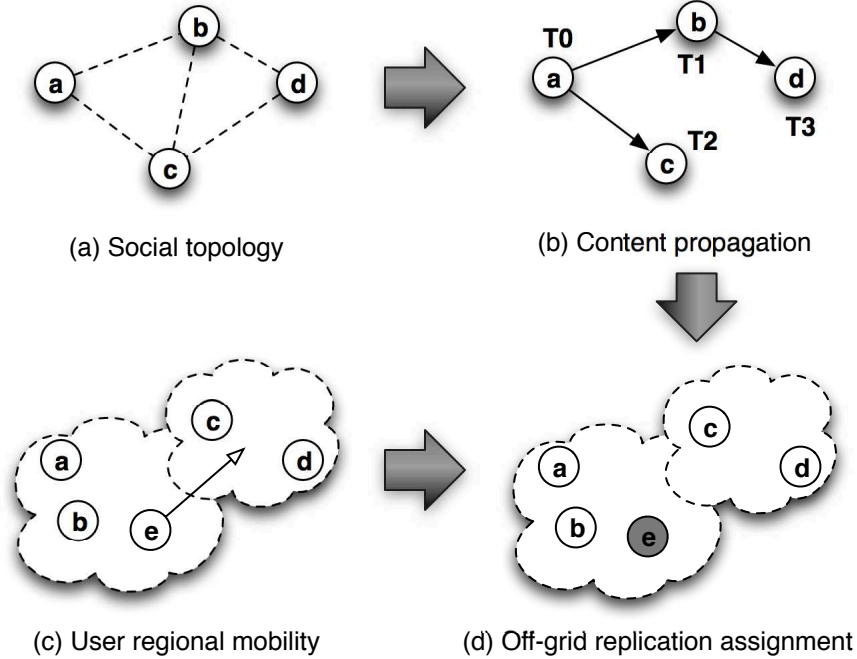 b
a
d
c
(a) Social topology
T0
b
a
T1
d
T3
T2
c
(b) Content propagation
c
a
d
b
e
(c) User regional mobility
c
a
d
b
e
(d) Off-grid replication assignment